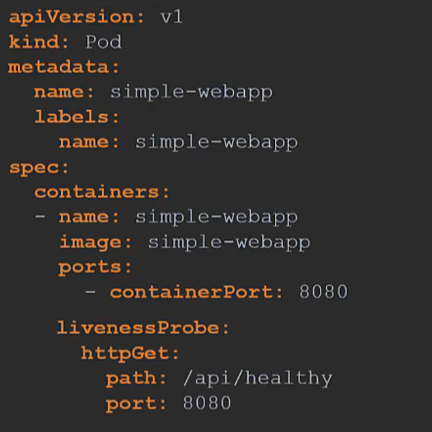 apiVersion: v1
kind: Pod
metadata:
  name: simple-webapp
  labels:
    name: simple-webapp
spec:
  containers:
  - name: simple-webapp
    image: simple-webapp
    ports:
      - containerPort: 8080
    livenessProbe:
      httpGet:
        path: /api/healthy
        port: 8080